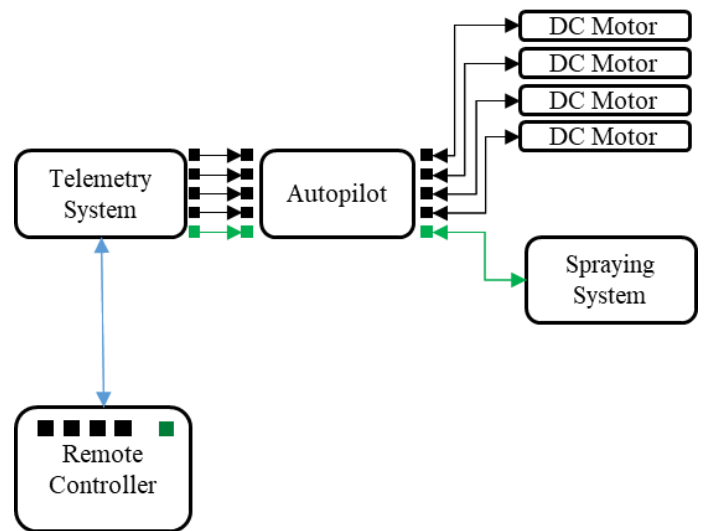 DC Motor
DC Motor
DC Motor
DC Motor
Telemetry
System
Autopilot
Spraying
System
Remote
Controller